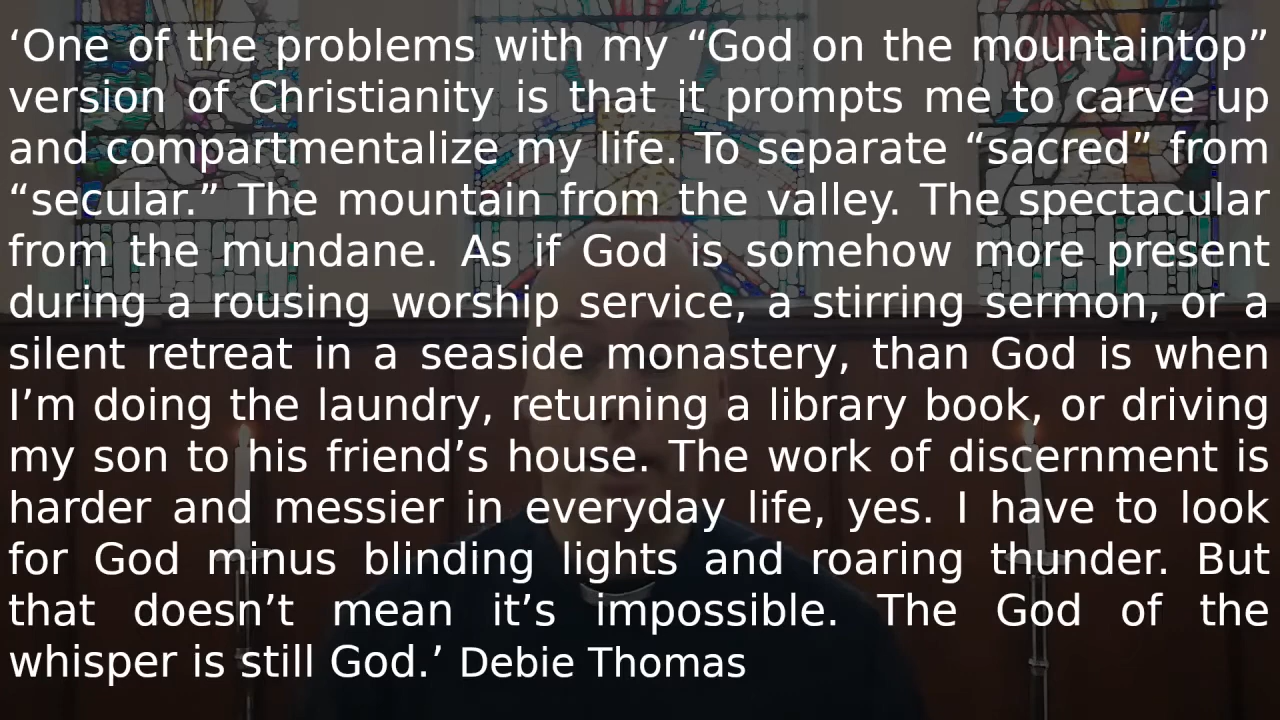 ‘One of the problems with my “God on the mountaintop”
version of Christianity is that it prompts me to carve up
and compartmentalize my life. To separate “sacred” from
“secular.” The mountain from the valley. The spectacular
from the mundane. As if God is somehow more present
during a rousing worship service, a stirring sermon, or a
silent retreat in a seaside monastery, than God is when
I’m doing the laundry, returning a library book, or driving
my son to his friend’s house. The work of discernment is
harder and messier in everyday life, yes. I have to look
for God minus blinding lights and roaring thunder. But
that doesn’t mean it’s impossible. The God of the
whisper is still God.’ Debie Thomas